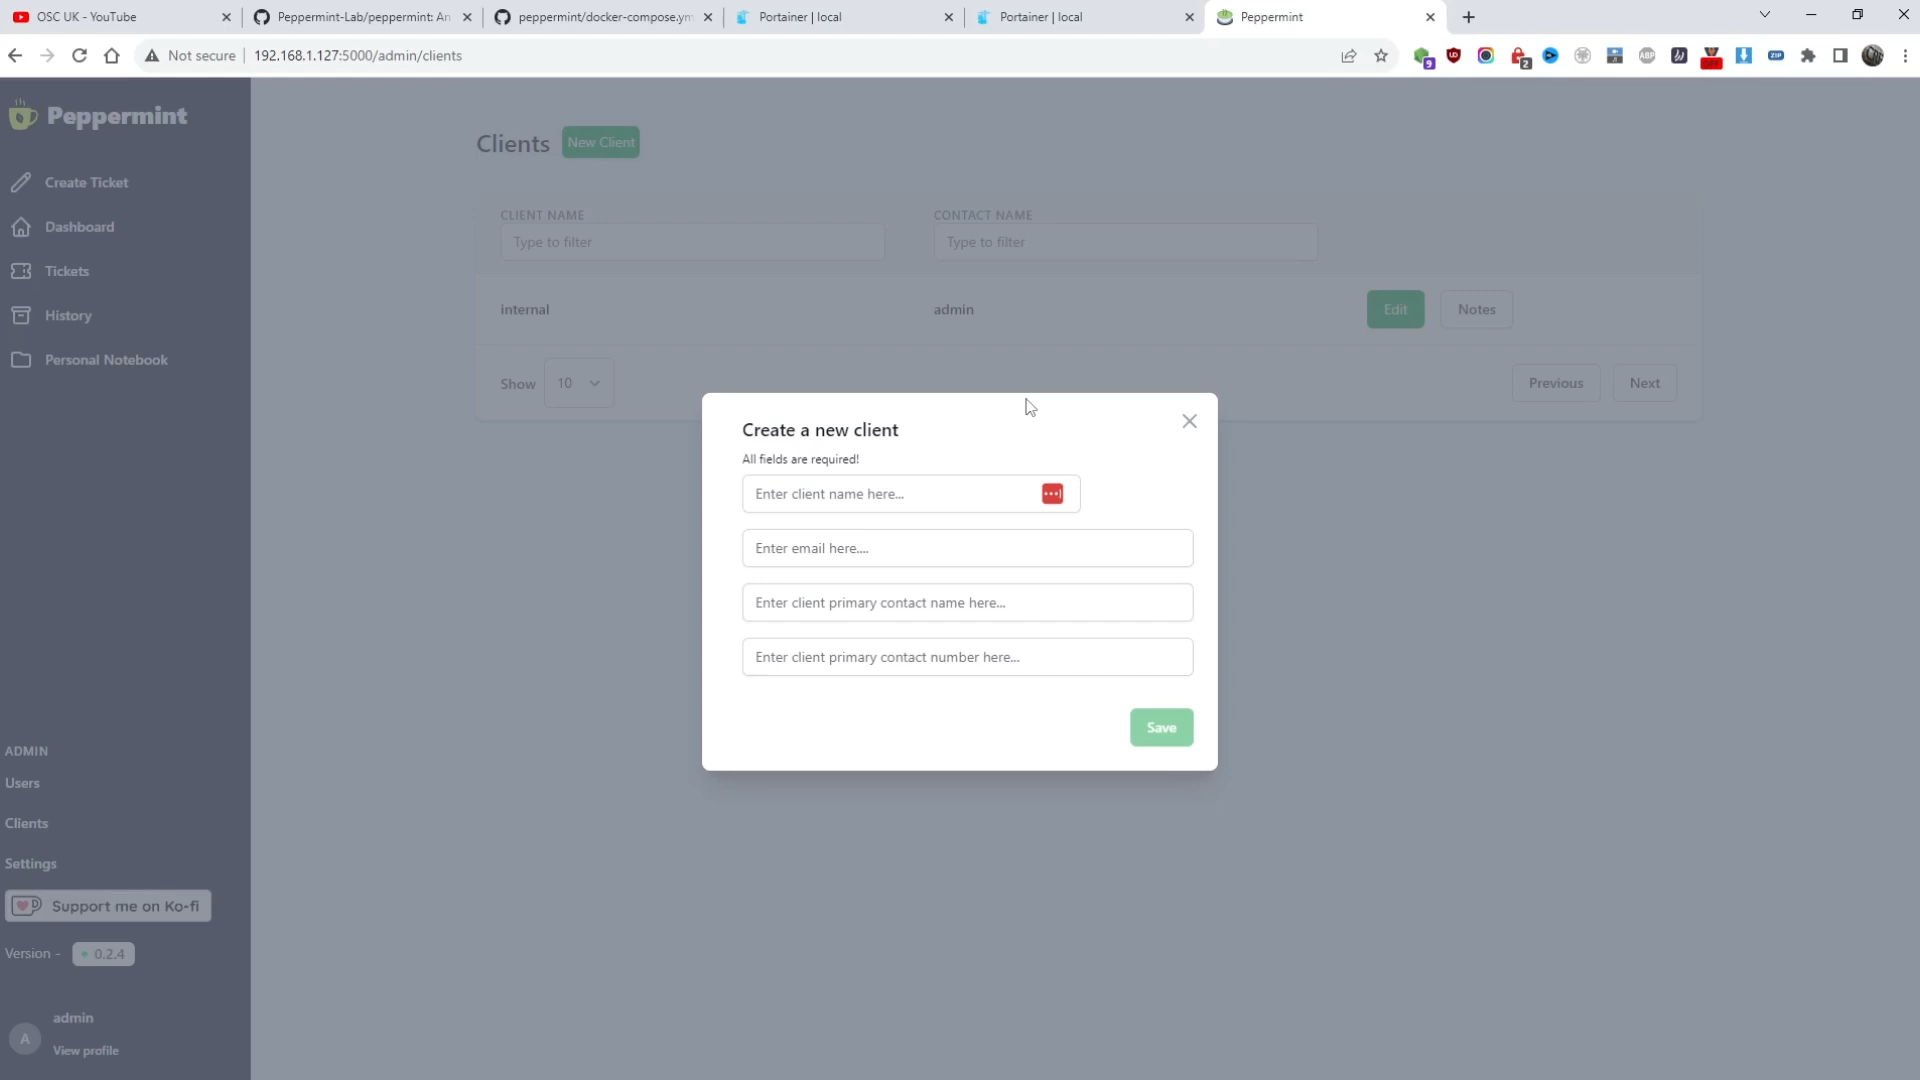 OSC UK - YouTube
Peppermint-Lab/peppermint: An
peppermint/docker-compose.ym
Portainer | local
Portainer | local
Peppermint
Not secure
192.168.1.127:5000/admin/clients
9
2
ABP
ZIP
Peppermint
Create Ticket
Dashboard
Tickets
History
Personal Notebook
Clients
New Client
CLIENT NAME
CONTACT NAME
Type to filter
Type to filter
internal
admin
Edit
Notes
Show
10
Previous
Next
Create a new client
All fields are required!
Enter client name here...
Enter email here....
Enter client primary contact name here...
Enter client primary contact number here...
Save
ADMIN
Users
Clients
Settings
Support me on Ko-fi
Version -
0.2.4
A
admin
View profile